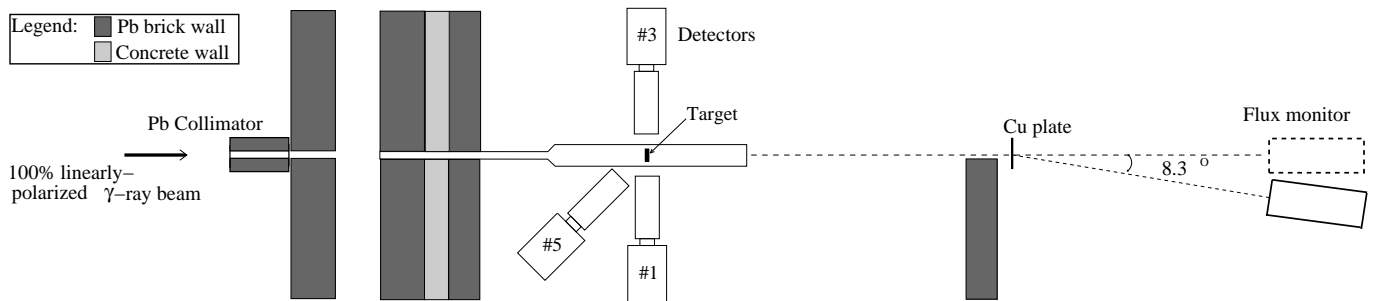 Legend:
Pb brick wall
Concrete wall
#3
Detectors
Target
Pb Collimator
Cu plate
Flux monitor
8.3 o
100% linearly–
polarized γ–ray beam
#5
#1